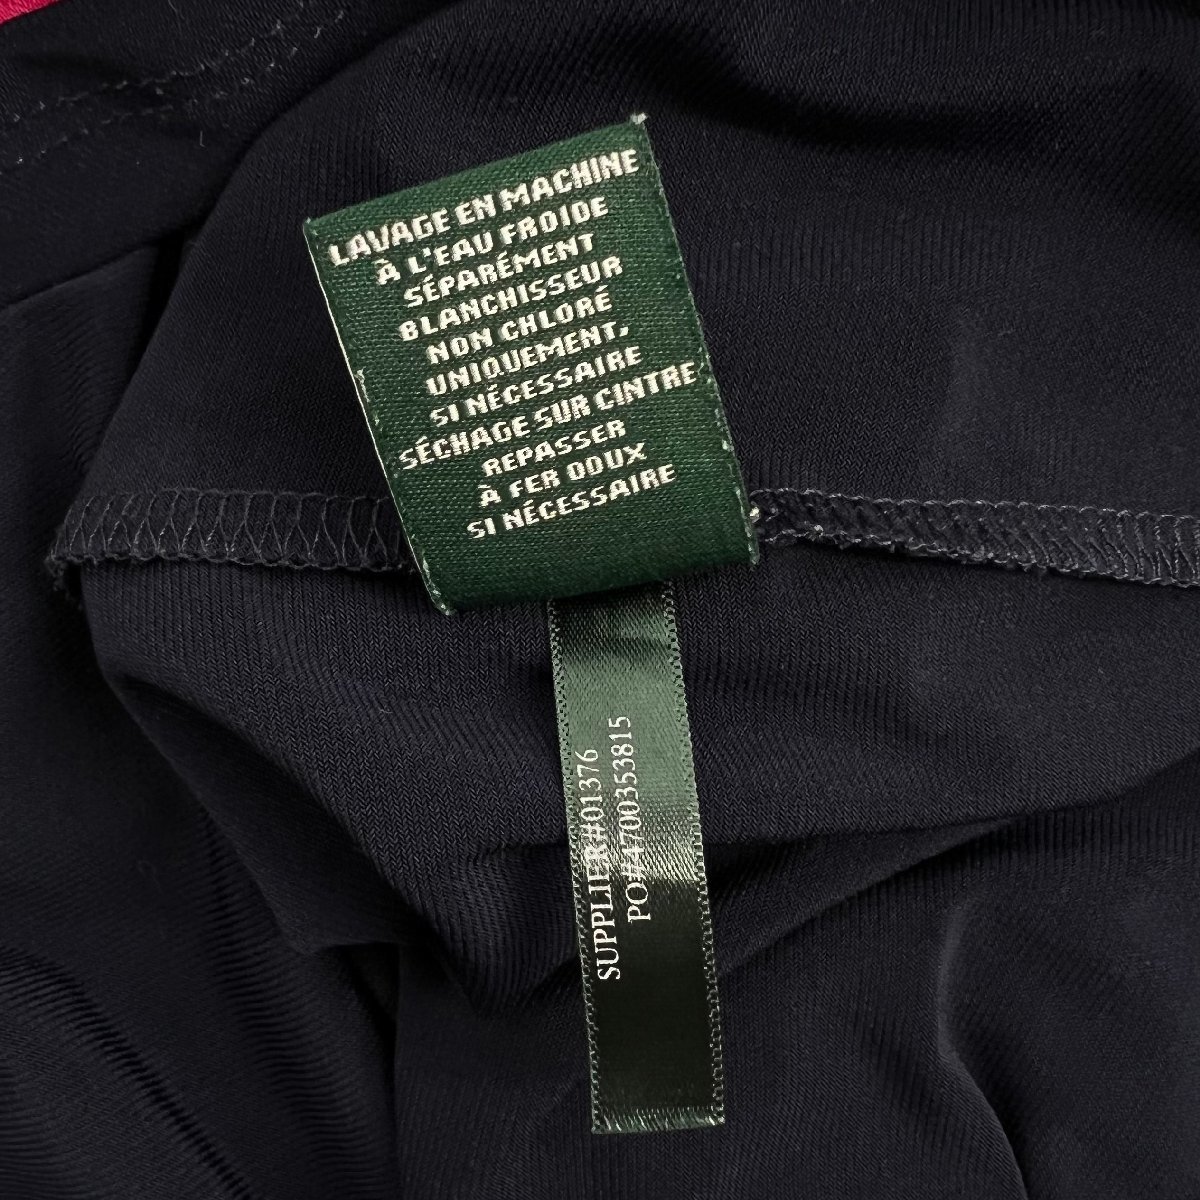 LAVAGE EN MACHINE
À L'EAU FROIDE
SÉPARÉMENT
BLANCHISSEUR
NON CHLORÉ
UNIQUEMENT,
SI NÉCESSAIRE
SÉCHAGE SUR CINTRE
REPASSER
À FER DOUX
SI NÉCESSAIRE
SUPPLIER#01376
PO#4700353815